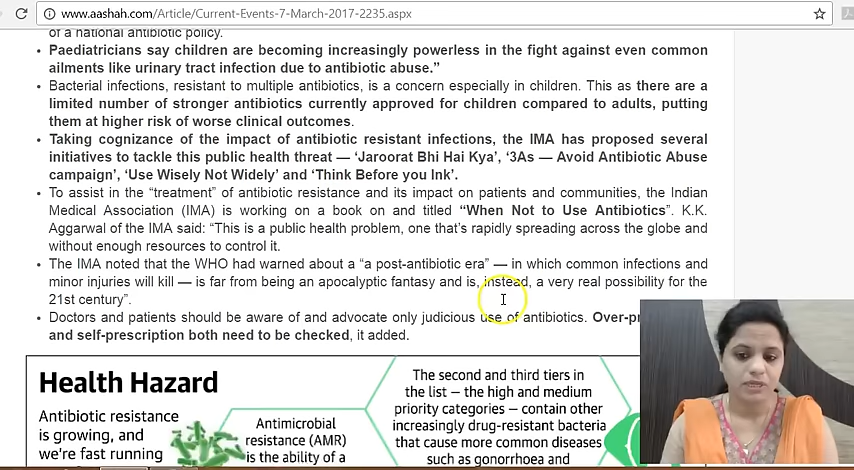 www.aashah.com/Article/Current-Events-7-March-2017-2235.aspx
of a national antibiotic policy.
• Paediatricians say children are becoming increasingly powerless in the fight against even common
ailments like urinary tract infection due to antibiotic abuse.”
• Bacterial infections, resistant to multiple antibiotics, is a concern especially in children. This as there are a
limited number of stronger antibiotics currently approved for children compared to adults, putting
them at higher risk of worse clinical outcomes.
• Taking cognizance of the impact of antibiotic resistant infections, the IMA has proposed several
initiatives to tackle this public health threat — ‘Jaroorat Bhi Hai Kya’, ‘3As — Avoid Antibiotic Abuse
campaign’, ‘Use Wisely Not Widely’ and ‘Think Before you Ink’.
• To assist in the “treatment” of antibiotic resistance and its impact on patients and communities, the Indian
Medical Association (IMA) is working on a book on and titled “When Not to Use Antibiotics”. K.K.
Aggarwal of the IMA said: “This is a public health problem, one that’s rapidly spreading across the globe and
without enough resources to control it.
• The IMA noted that the WHO had warned about a “a post-antibiotic era” — in which common infections and
minor injuries will kill — is far from being an apocalyptic fantasy and is, instead, a very real possibility for the
21st century”.
• Doctors and patients should be aware of and advocate only judicious use of antibiotics.
and self-prescription both need to be checked, it added.
Health Hazard
Antibiotic resistance
is growing, and
we’re fast running
Antimicrobial
resistance (AMR)
is the ability of a
The second and third tiers in
the list – the high and medium
priority categories – contain other
increasingly drug-resistant bacteria
that cause more common diseases
such as gonorrhoea and